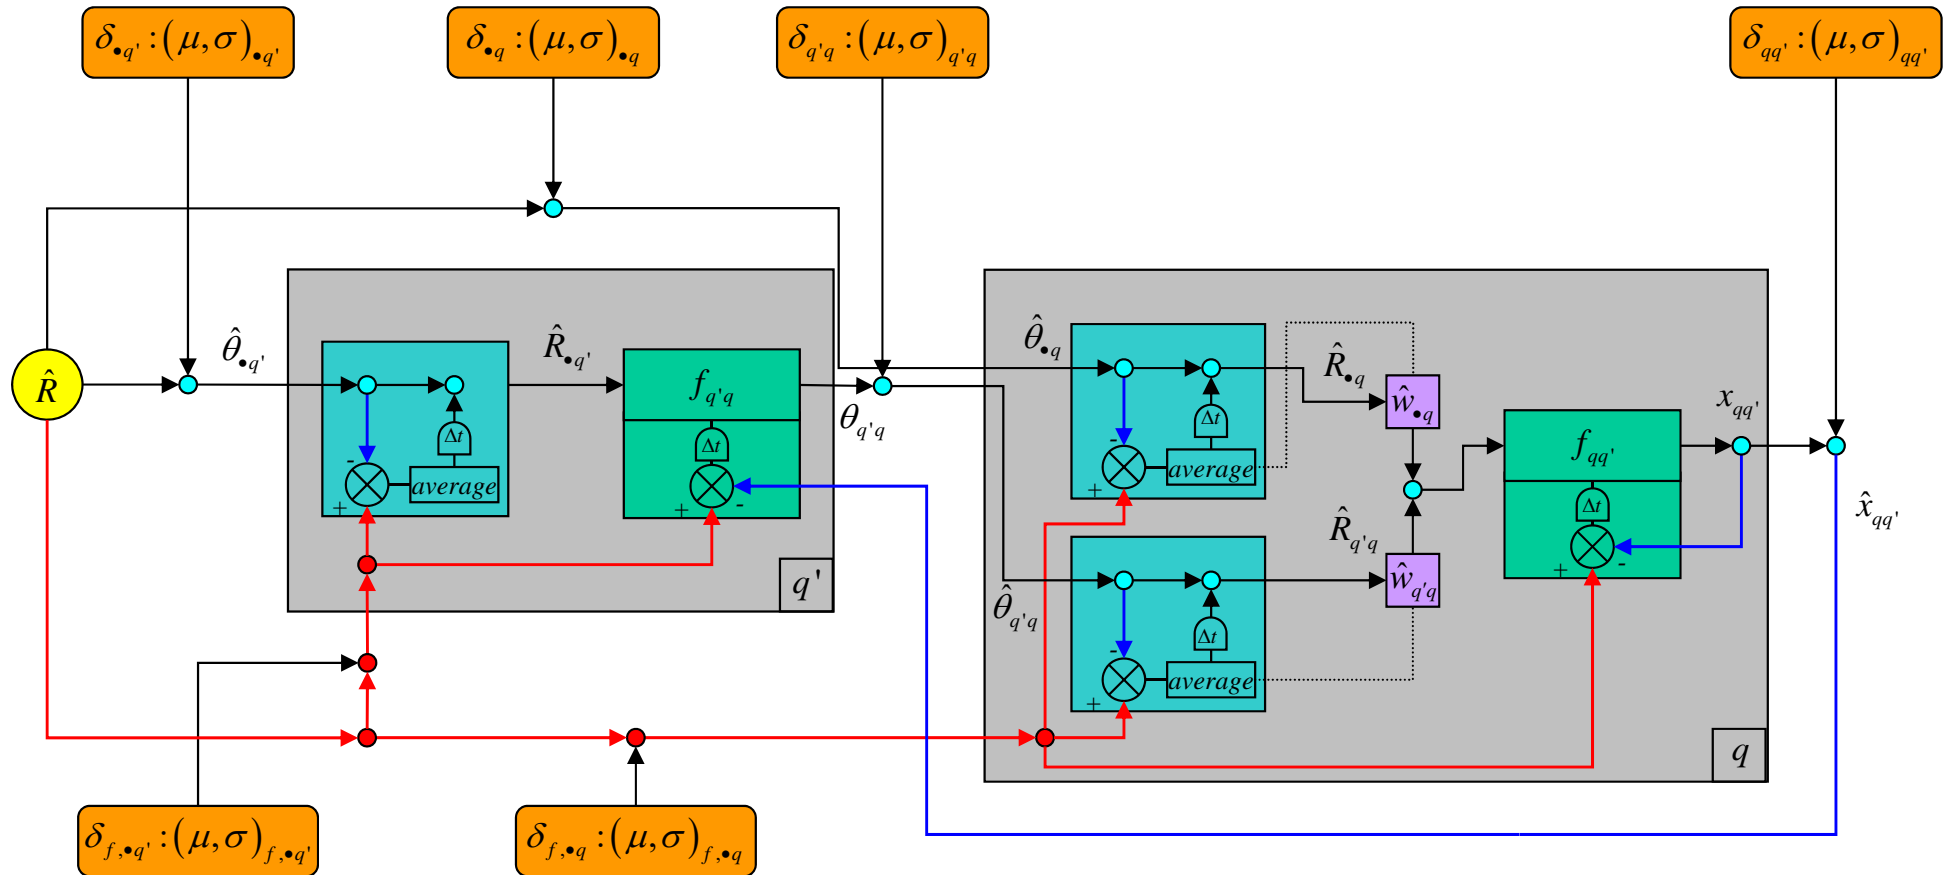 δ•q' : (μ,σ)•q'
δ•q : (μ,σ)•q
δq'q : (μ,σ)q'q
δqq' : (μ,σ)qq'
R̂
θ̂•q'
R̂•q'
fq'q
θq'q
Δt
-
average
+
Δt
+
-
q'
θ̂•q
R̂•q
ŵ•q
Δt
-
average
+
θ̂q'q
R̂q'q
ŵq'q
Δt
-
average
+
fqq'
Δt
+
-
xqq'
x̂qq'
q
δf,•q' : (μ,σ)f,•q'
δf,•q : (μ,σ)f,•q